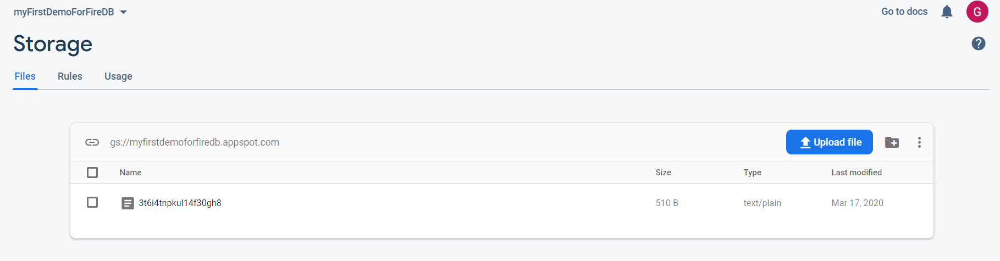 myFirstDemoForFireDB Go to docs G
Storage ?
Files Rules Usage
gs://myfirstdemoforfiredb.appspot.com Upload file
Name Size Type Last modified
3t6i4tnpkul14f30gh8 510 B text/plain Mar 17, 2020